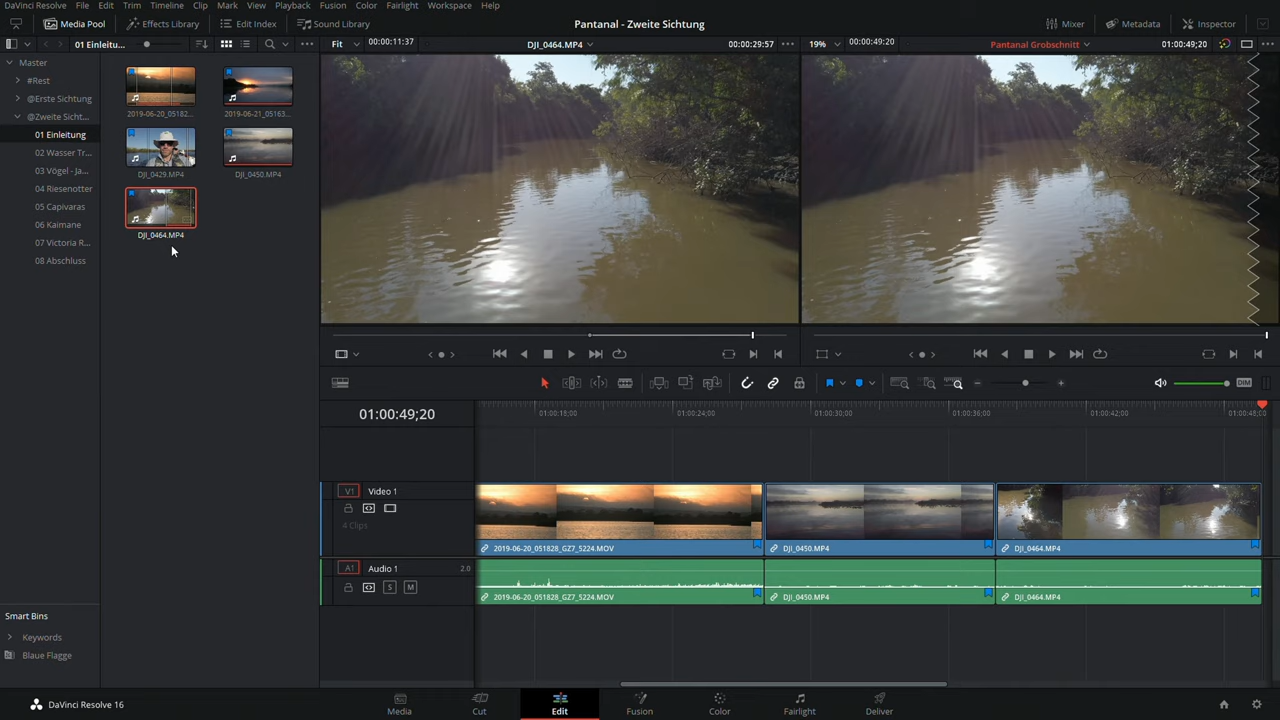 DaVinci Resolve File Edit Trim Timeline Clip Mark View Playback Fusion Color Fairlight Workspace Help
Media Pool Effects Library Edit Index Sound Library Pantanal - Zweite Sichtung Mixer Metadata Inspector
01 Einleitu... Fit 00:00:11:37 DJI_0464.MP4 00:00:29:57 19% 00:00:49;20 Pantanal Grobschnitt 01:00:49;20
Master
#Rest
@Erste Sichtung
@Zweite Sicht...
01 Einleitung
02 Wasser Tr...
03 Vögel - Ja...
04 Riesenotter
05 Capivaras
06 Kaimane
07 Victoria R...
08 Abschluss
2019-06-20_05182... 2019-06-21_05163...
DJI_0429.MP4 DJI_0450.MP4
DJI_0464.MP4
DIM
01:00:49;20
01:00:18;00 01:00:24;00 01:00:30;00 01:00:36;00 01:00:42;00 01:00:48;00
V1 Video 1
4 Clips
2019-06-20_051828_GZ7_5224.MOV DJI_0450.MP4 DJI_0464.MP4
A1 Audio 1 2.0
S M
2019-06-20_051828_GZ7_5224.MOV DJI_0450.MP4 DJI_0464.MP4
Smart Bins
Keywords
Blaue Flagge
DaVinci Resolve 16
Media Cut Edit Fusion Color Fairlight Deliver